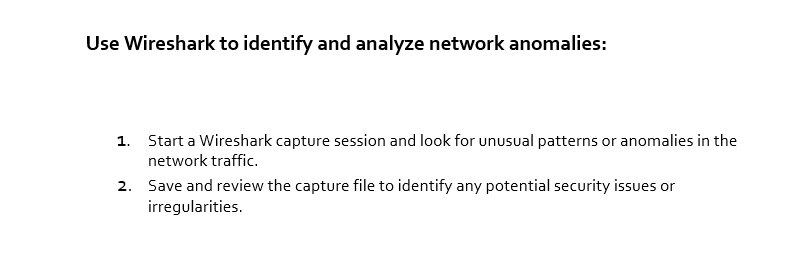 Use Wireshark to identify and analyze network anomalies:
1. Start a Wireshark capture session and look for unusual patterns or anomalies in the
network traffic.
2. Save and review the capture file to identify any potential security issues or
irregularities.